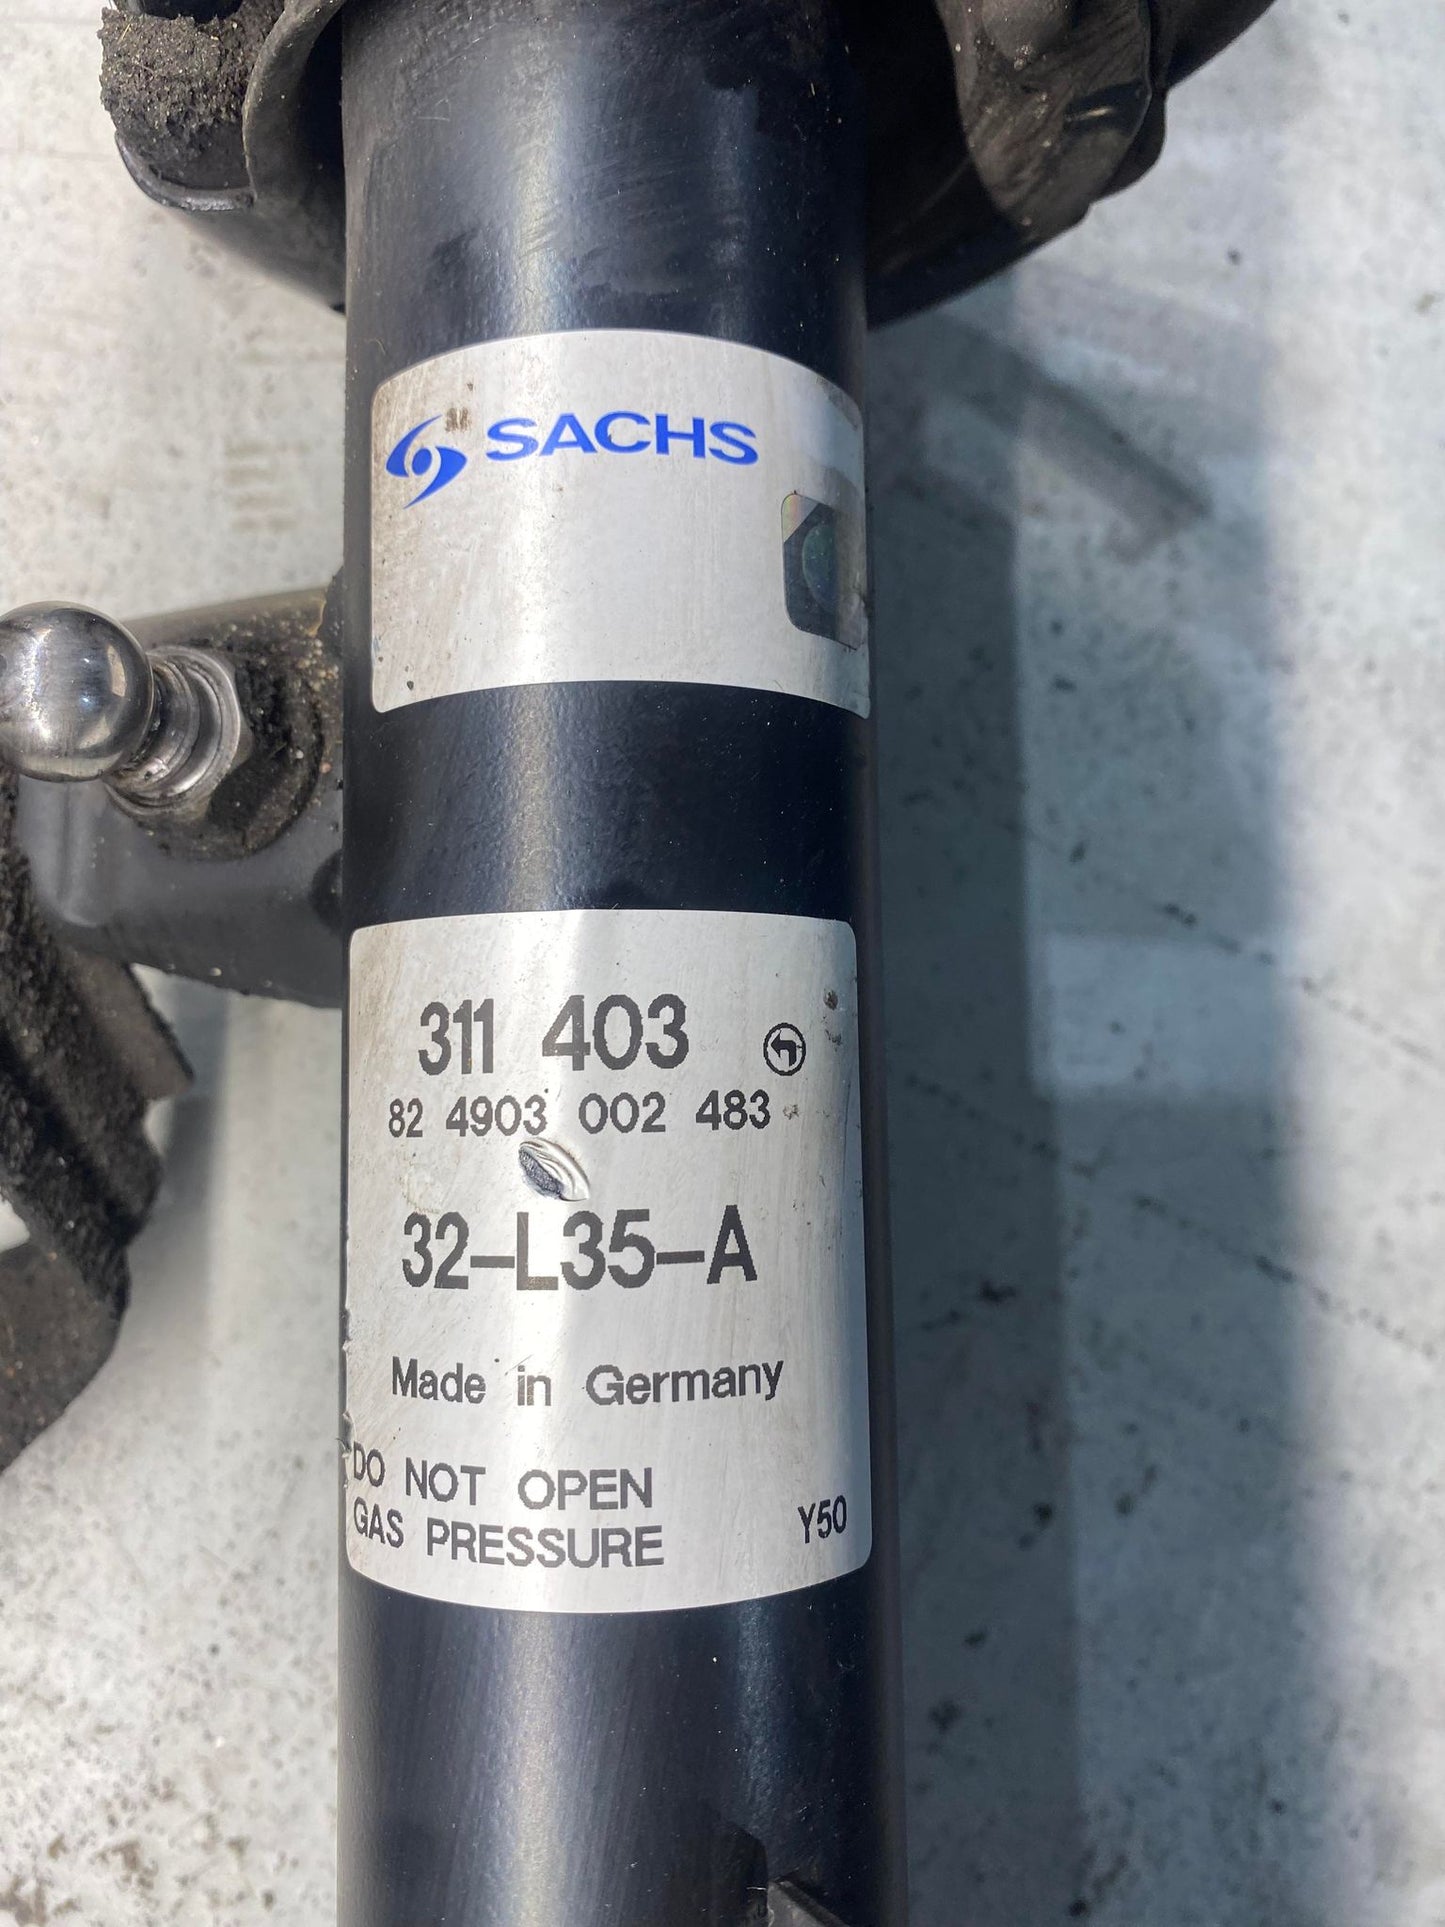 SACHS
311 403
82 4903 002 483
32-L35-A
Made in Germany
DO NOT OPEN
GAS PRESSURE Y50